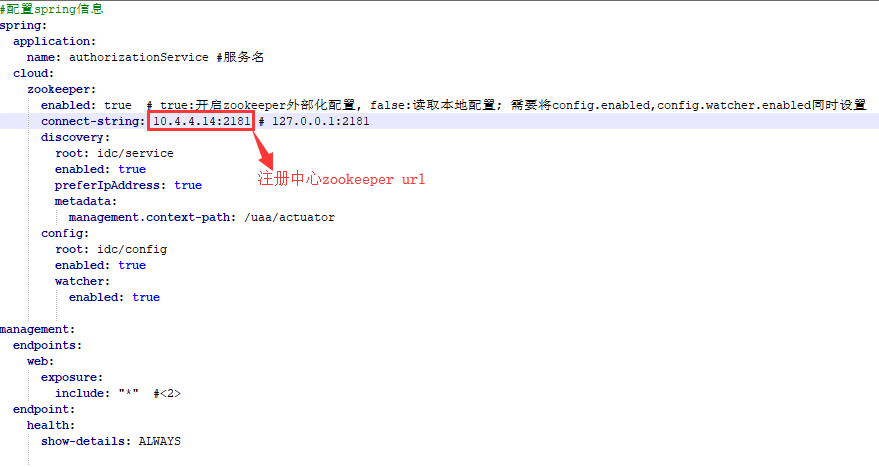 #配置spring信息
spring:
  application:
    name: authorizationService #服务名
  cloud:
    zookeeper:
      enabled: true  # true:开启zookeeper外部化配置, false:读取本地配置; 需要将config.enabled,config.watcher.enabled同时设置
      connect-string: 10.4.4.14:2181 # 127.0.0.1:2181
      discovery:
        root: idc/service
        enabled: true
        preferIpAddress: true
        metadata:
          management.context-path: /uaa/actuator
      config:
        root: idc/config
        enabled: true
        watcher:
          enabled: true
management:
  endpoints:
    web:
      exposure:
        include: "*"  #<2>
  endpoint:
    health:
      show-details: ALWAYS
注册中心zookeeper url